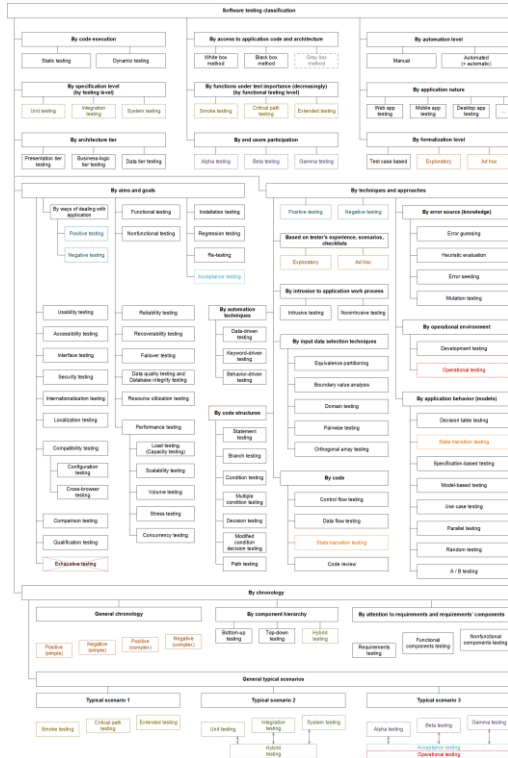 Software testing classification
By code execution
Static testing
Dynamic testing
By access to application code and architecture
White box
method
Black box
method
Gray box
method
By automation level
Manual
Automated
(+ automatic)
By specification level
(by testing level)
Unit testing
Integration
testing
System testing
By functions under test importance (decreasingly)
(by functional testing level)
Smoke testing
Critical path
testing
Extended testing
By application nature
Web app
testing
Mobile app
testing
Desktop app
testing
...
By architecture tier
Presentation tier
testing
Business-logic
tier testing
Data tier testing
By end users participation
Alpha testing
Beta testing
Gamma testing
By formalization level
Test case based
Exploratory
Ad hoc
By aims and goals
By ways of dealing with
application
Positive testing
Negative testing
Functional testing
Nonfunctional testing
Installation testing
Regression testing
Re-testing
Acceptance testing
Usability testing
Accessibility testing
Interface testing
Security testing
Internationalization testing
Localization testing
Compatibility testing
Configuration
testing
Cross-browser
testing
Comparison testing
Qualification testing
Exhaustive testing
Reliability testing
Recoverability testing
Failover testing
Data quality testing and
Database integrity testing
Resource utilization testing
Performance testing
Load testing
(Capacity testing)
Scalability testing
Volume testing
Stress testing
Concurrency testing
By techniques and approaches
Positive testing
Negative testing
Based on tester's experience, scenarios,
checklists
Exploratory
Ad hoc
By intrusion to application work process
Intrusive testing
Nonintrusive testing
By automation
techniques
Data-driven
testing
Keyword-driven
testing
Behavior-driven
testing
By input data selection techniques
Equivalence partitioning
Boundary value analysis
Domain testing
Pairwise testing
Orthogonal array testing
By code structures
Statement
testing
Branch testing
Condition testing
Multiple
condition testing
Decision testing
Modified
condition
decision testing
Path testing
By code
Control flow testing
Data flow testing
State transition testing
Code review
By error source (knowledge)
Error guessing
Heuristic evaluation
Error seeding
Mutation testing
By operational environment
Development testing
Operational testing
By application behavior (models)
Decision table testing
State transition testing
Specification-based testing
Model-based testing
Use case testing
Parallel testing
Random testing
A / B testing
By chronology
General chronology
Positive
(simple)
Negative
(simple)
Positive
(complex)
Negative
(complex)
By component hierarchy
Bottom-up
testing
Top-down
testing
Hybrid
testing
By attention to requirements and requirements' components
Requirements
testing
Functional
components testing
Nonfunctional
components testing
General typical scenarios
Typical scenario 1
Smoke testing
Critical path
testing
Extended testing
Typical scenario 2
Unit testing
Integration
testing
System testing
Hybrid
testing
Typical scenario 3
Alpha testing
Beta testing
Gamma testing
Acceptance testing
Operational testing